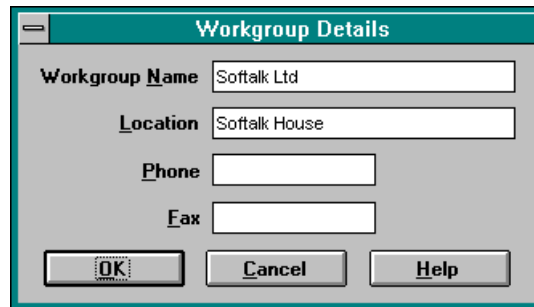 Workgroup Details
Workgroup Name Softalk Ltd
Location Softalk House
Phone
Fax
OK Cancel Help